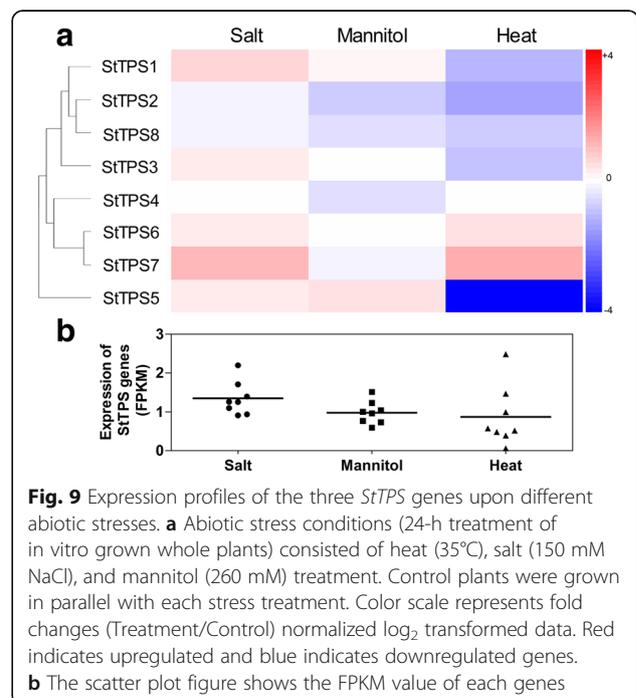 a
Salt Mannitol Heat
StTPS1
StTPS2
StTPS8
StTPS3
StTPS4
StTPS6
StTPS7
StTPS5
+4
0
-4
b
Expression of
StTPS genes
(FPKM)
3
2
1
0
Salt Mannitol Heat
Fig. 9 Expression profiles of the three StTPS genes upon different
abiotic stresses. a Abiotic stress conditions (24-h treatment of
in vitro grown whole plants) consisted of heat (35°C), salt (150 mM
NaCl), and mannitol (260 mM) treatment. Control plants were grown
in parallel with each stress treatment. Color scale represents fold
changes (Treatment/Control) normalized log₂ transformed data. Red
indicates upregulated and blue indicates downregulated genes.
b The scatter plot figure shows the FPKM value of each genes